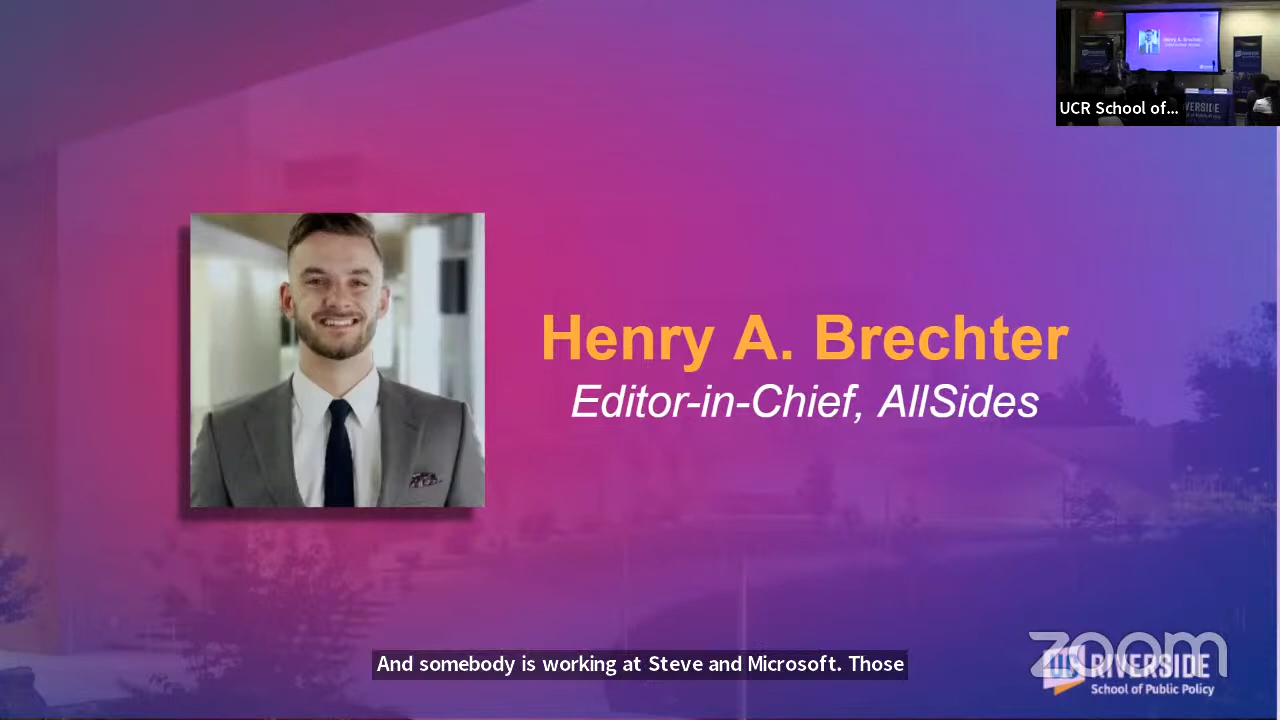 UCR School of...
Henry A. Brechter
Editor-in-Chief, AllSides
And somebody is working at Steve and Microsoft. Those
zoom
UC RIVERSIDE
School of Public Policy